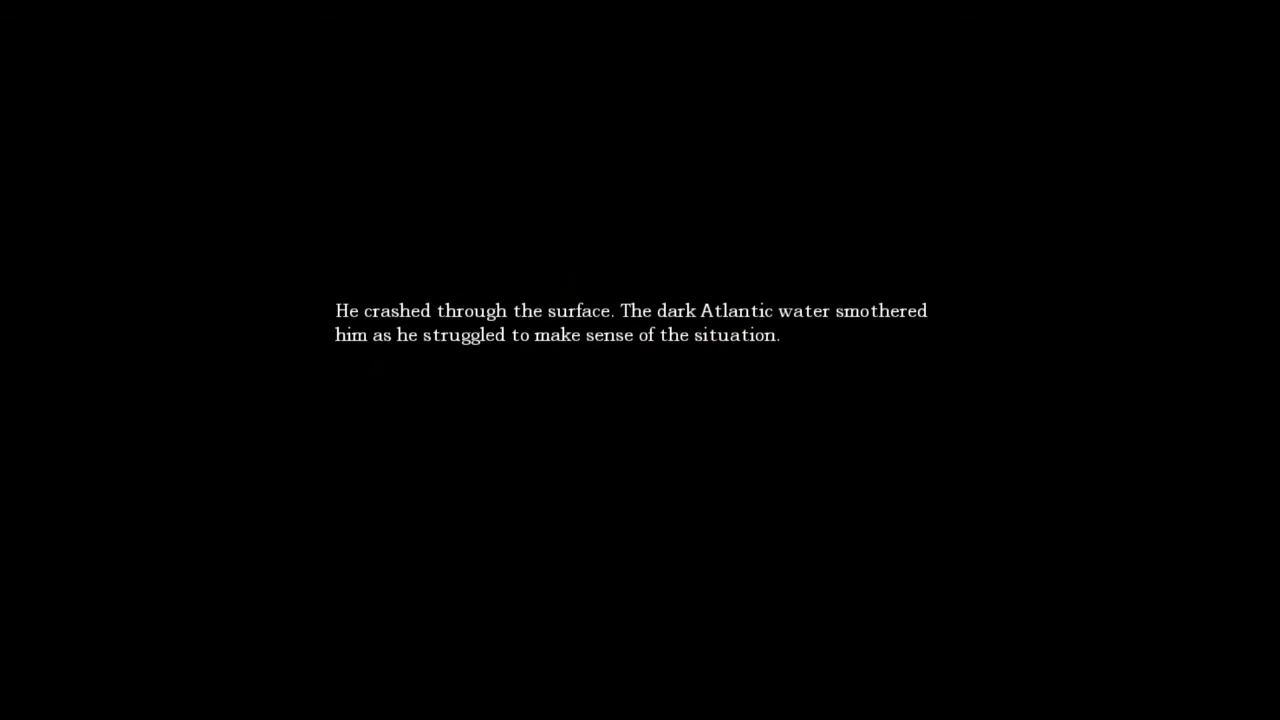 He crashed through the surface. The dark Atlantic water smothered
him as he struggled to make sense of the situation.